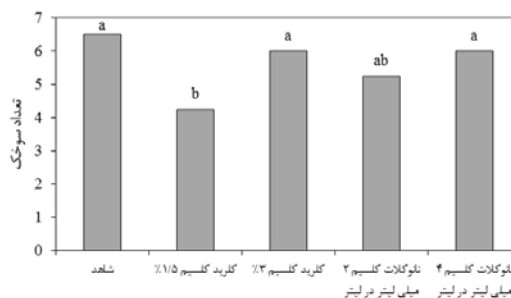 7
6
5
4
3
2
1
0
تعداد سوخک
a
b
a
ab
a
شاهد
کلرید کلسیم ۱/۵٪
کلرید کلسیم ۳٪
نانوکلات کلسیم ۲
میلی لیتر در لیتر
نانوکلات کلسیم ۴
میلی لیتر در لیتر